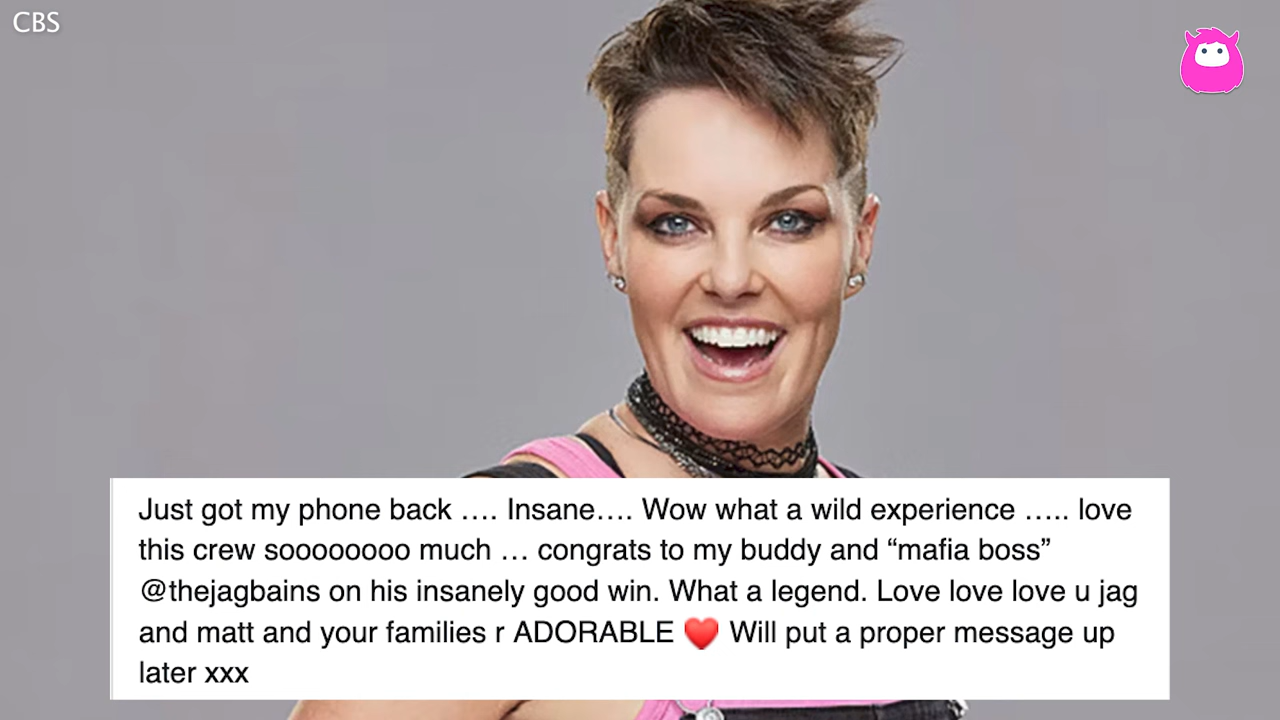 CBS
Just got my phone back …. Insane…. Wow what a wild experience ….. love
this crew soooooooo much … congrats to my buddy and “mafia boss”
@thejagbains on his insanely good win. What a legend. Love love love u jag
and matt and your families r ADORABLE ❤️ Will put a proper message up
later xxx